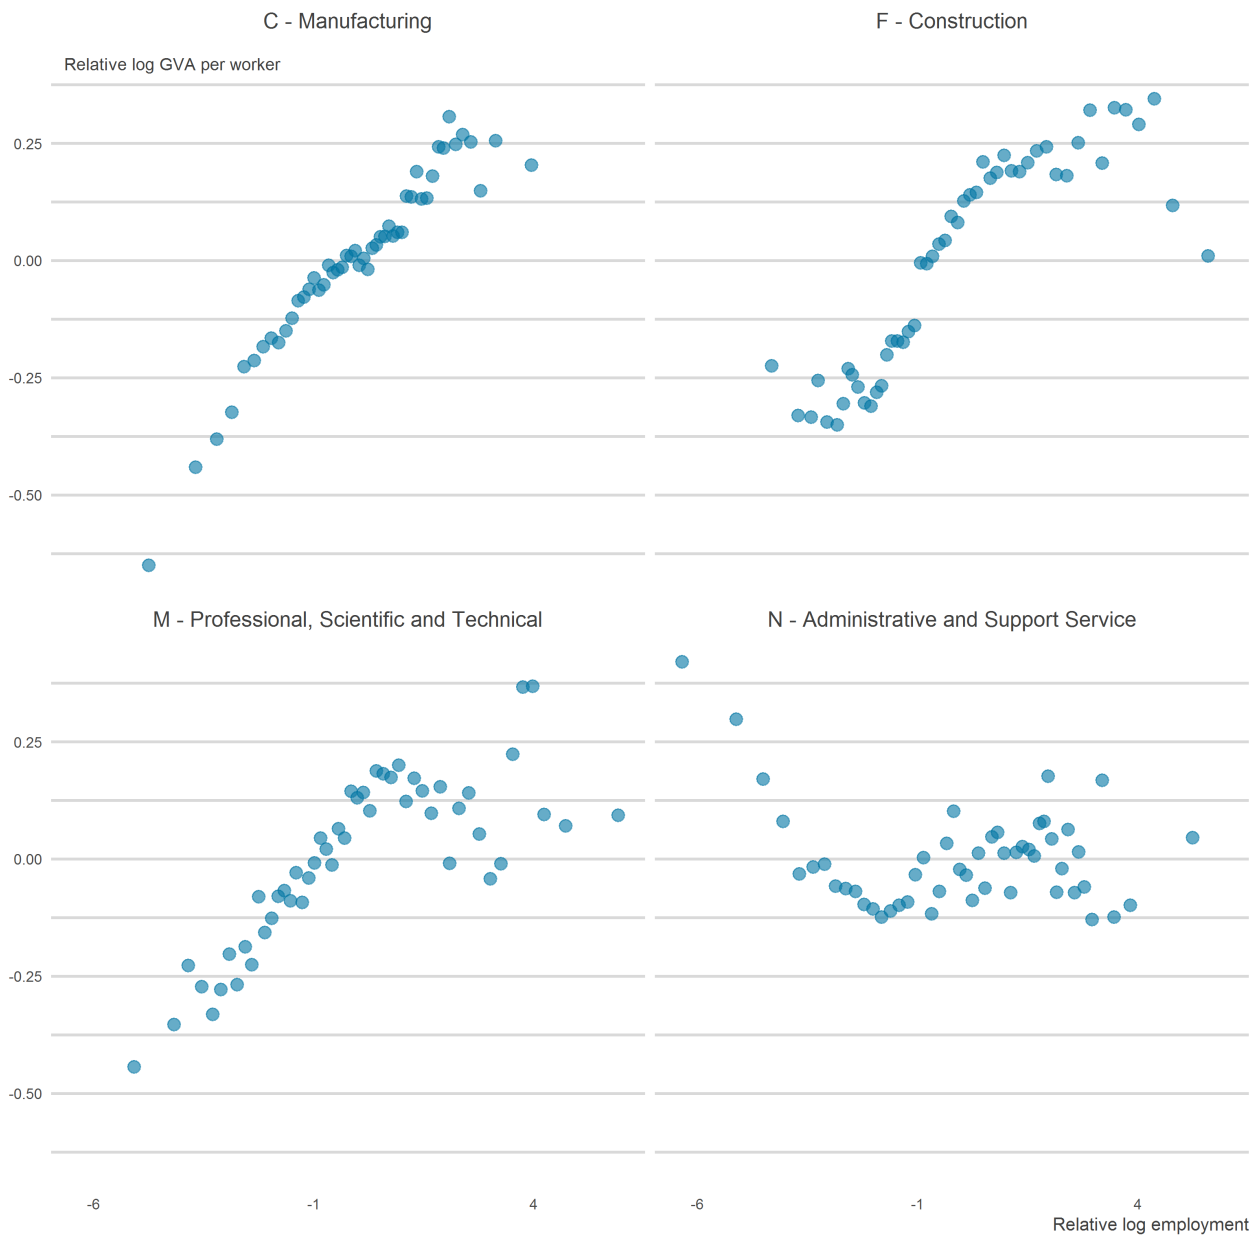 C - Manufacturing
F - Construction
Relative log GVA per worker
0.25
0.00
-0.25
-0.50
M - Professional, Scientific and Technical
N - Administrative and Support Service
0.25
0.00
-0.25
-0.50
-6
-1
4
-6
-1
4
Relative log employment